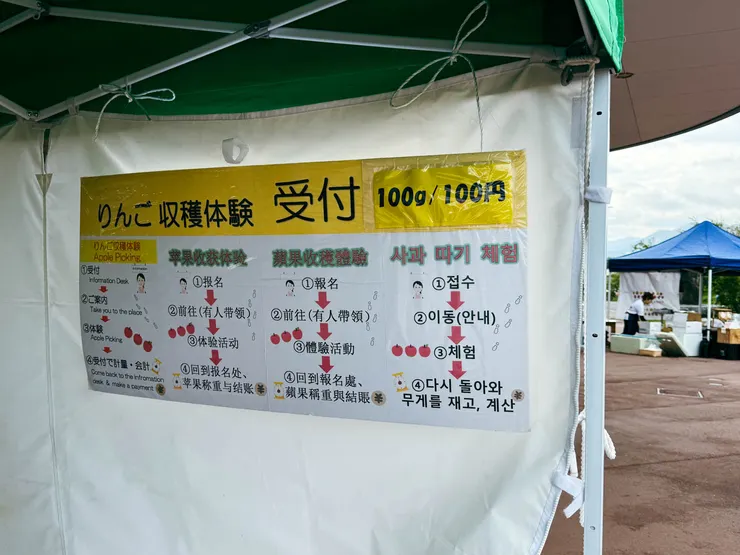 りんご 収穫体験 受付 100g/100円
りんご収穫体験
Apple Picking
①受付
Information Desk
②ご案内
Take you to the place
③体験
Apple Picking
④受付で計量・会計
Come back to the infromation
desk & make a paement
苹果收获体晚
①报名
②前往(有人带领)
③体验活动
④回到报名处、
苹果称重与结账
蘋果收穫體驗
①報名
②前往(有人帶領)
③體驗活動
④回到報名處、
蘋果稱重與結賬
사과 따기 체험
①접수
②이동(안내)
③체험
④다시 돌아와
무게를 재고, 계산